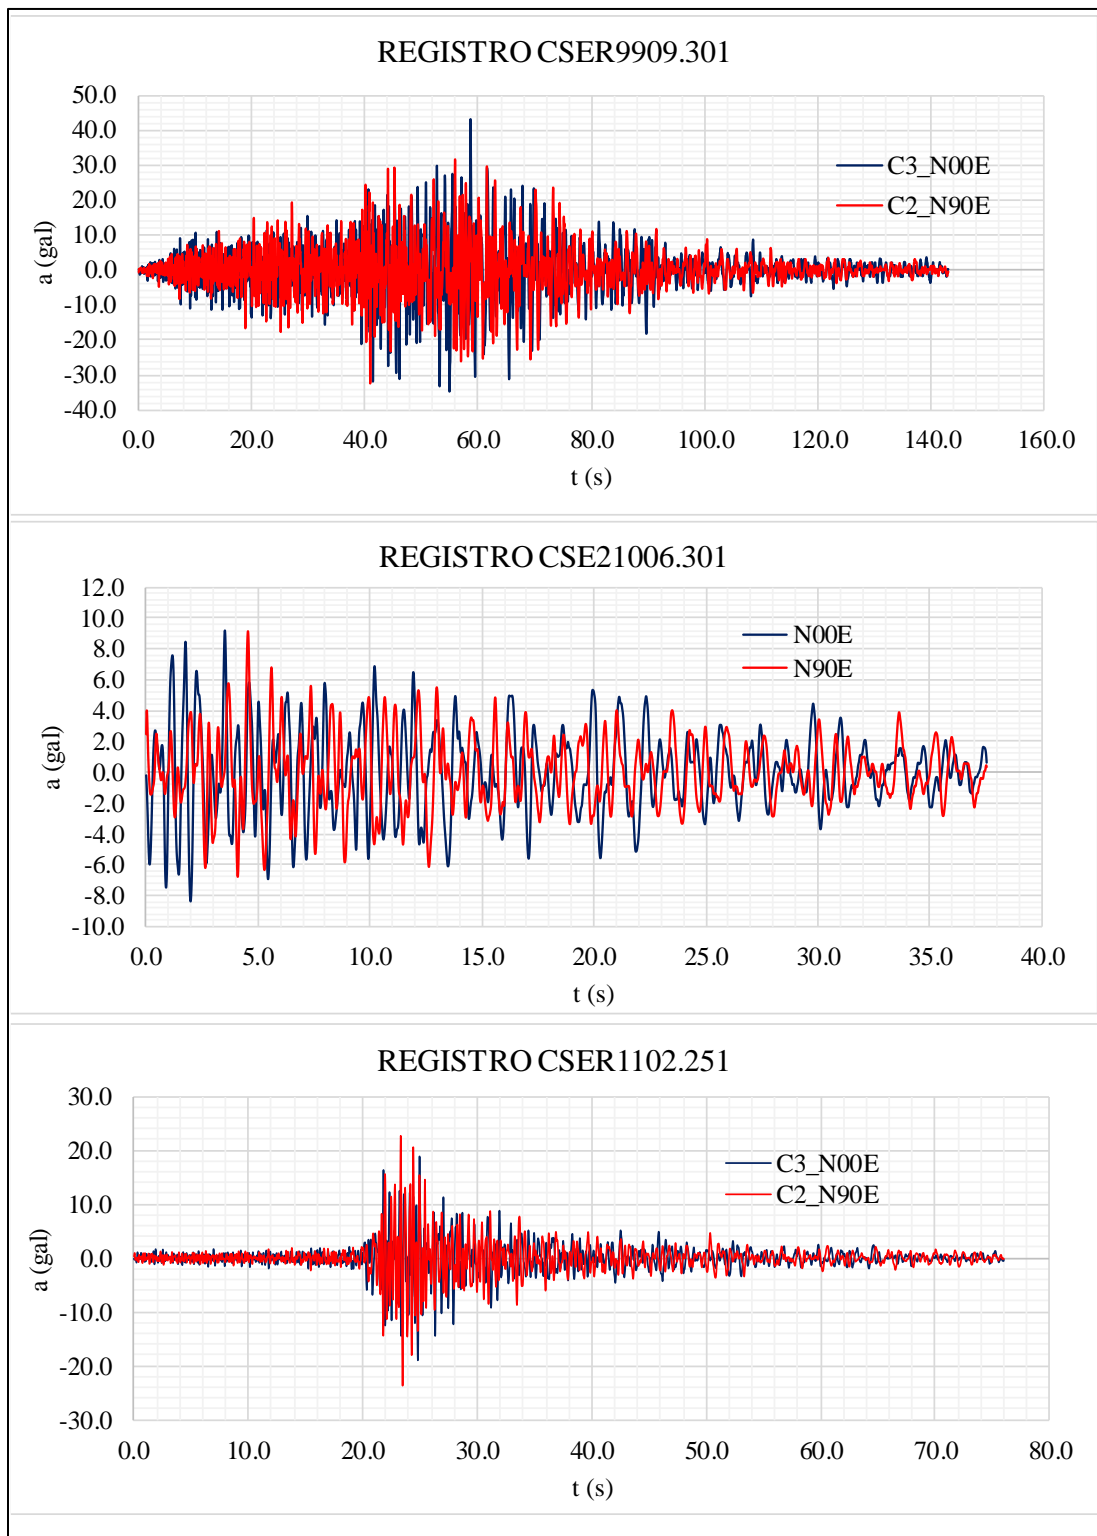 REGISTRO CSER9909.301
50.0
40.0
30.0
20.0
10.0
0.0
-10.0
-20.0
-30.0
-40.0
a (gal)
C3_N00E
C2_N90E
0.0 20.0 40.0 60.0 80.0 100.0 120.0 140.0 160.0
t (s)
REGISTRO CSE21006.301
12.0
10.0
8.0
6.0
4.0
2.0
0.0
-2.0
-4.0
-6.0
-8.0
-10.0
a (gal)
N00E
N90E
0.0 5.0 10.0 15.0 20.0 25.0 30.0 35.0 40.0
t (s)
REGISTRO CSER1102.251
30.0
20.0
10.0
0.0
-10.0
-20.0
-30.0
a (gal)
C3_N00E
C2_N90E
0.0 10.0 20.0 30.0 40.0 50.0 60.0 70.0 80.0
t (s)